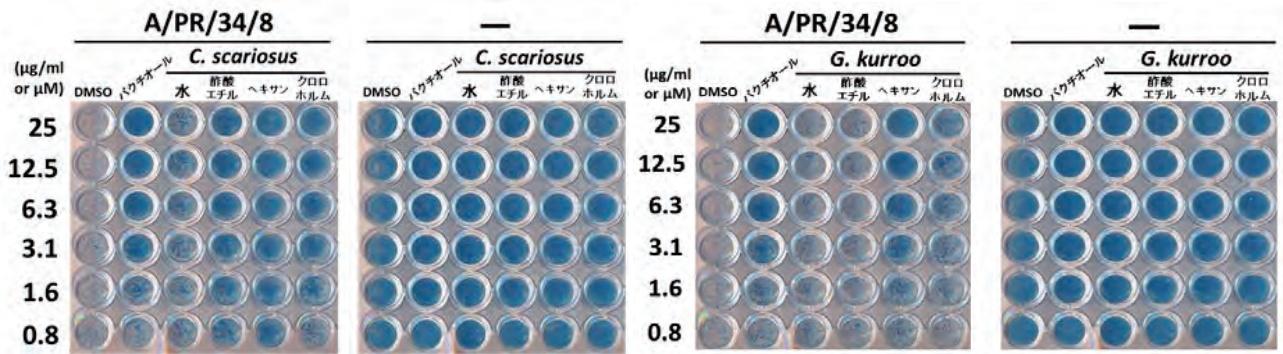 A/PR/34/8
—
C. scariosus
C. scariosus
(μg/ml
or μM)
DMSO
バクチオール
水
酢酸
エチル
ヘキサン
クロロ
ホルム
DMSO
バクチオール
水
酢酸
エチル
ヘキサン
クロロ
ホルム
25
12.5
6.3
3.1
1.6
0.8
A/PR/34/8
—
G. kurroo
G. kurroo
(μg/ml
or μM)
DMSO
バクチオール
水
酢酸
エチル
ヘキサン
クロロ
ホルム
DMSO
バクチオール
水
酢酸
エチル
ヘキサン
クロロ
ホルム
25
12.5
6.3
3.1
1.6
0.8